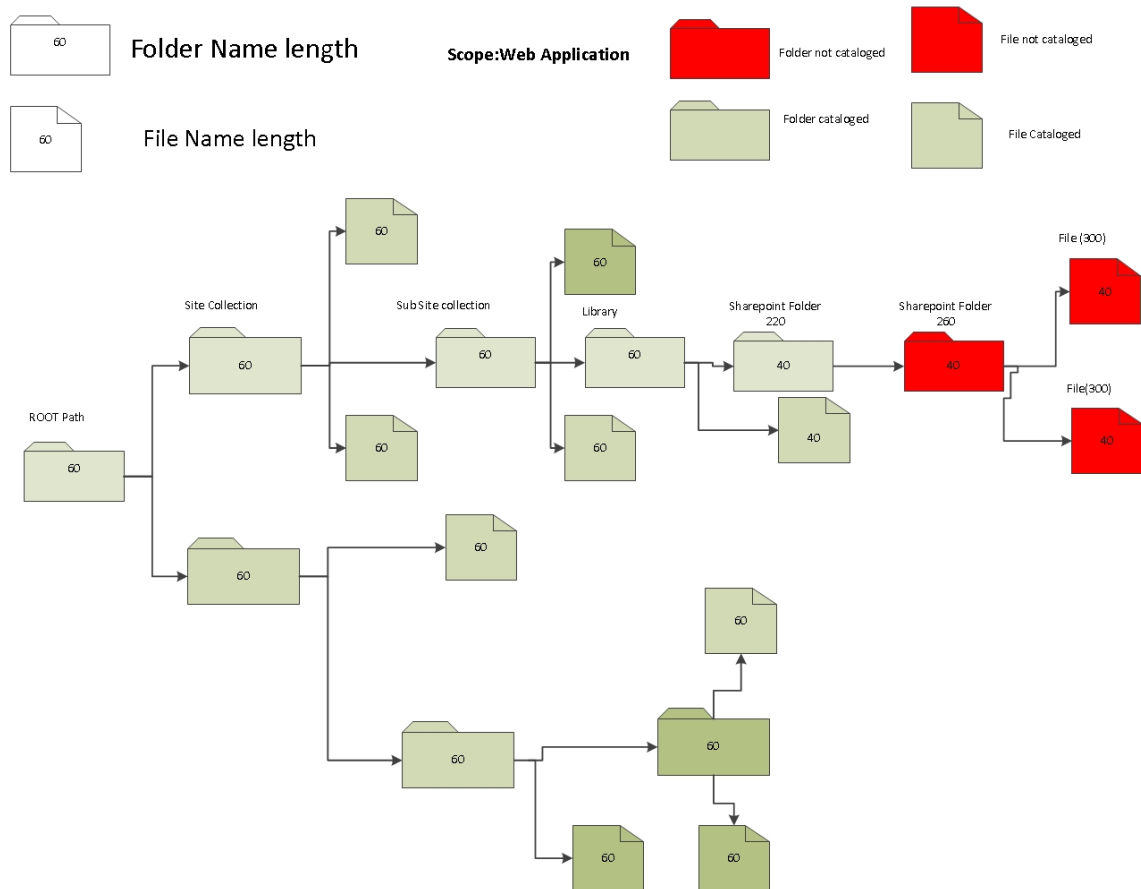 60
Folder Name length
Scope:Web Application
Folder not cataloged
File not cataloged
60
File Name length
Folder cataloged
File Cataloged
60
60
File (300)
Site Collection
Sub Site collection
Library
Sharepoint Folder
220
Sharepoint Folder
260
40
60
60
60
40
40
ROOT Path
File(300)
60
60
60
40
40
60
60
60
60
60
60
60
60